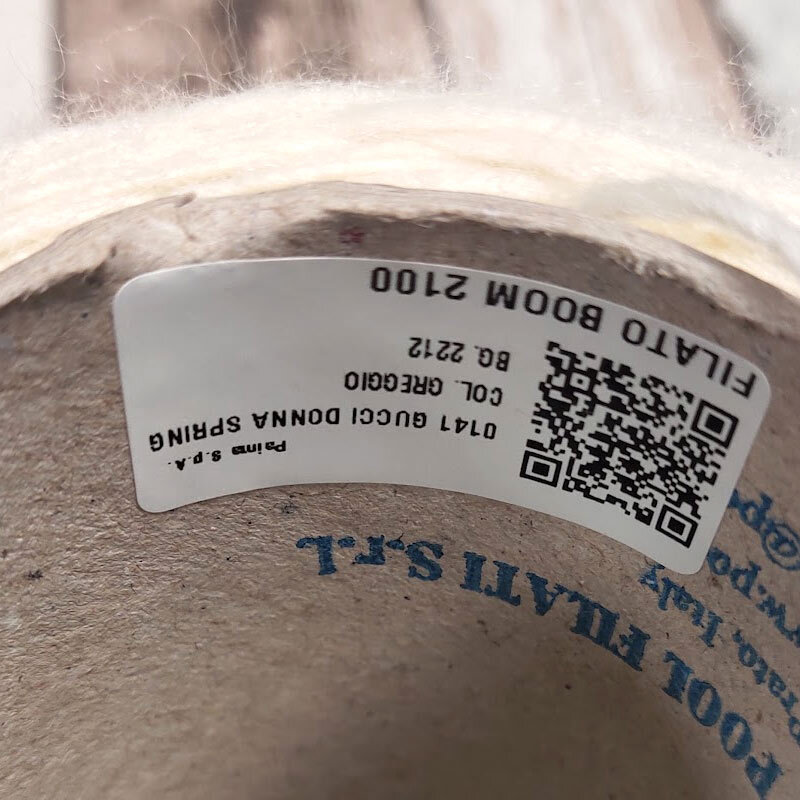 FILATO BOOM 2100
BG. 2212
COL. GREGGIO
0141 GUCCI DONNA SPRING
Paima S.p.A.
POOL FILATI S.r.l.
Prato, Italy